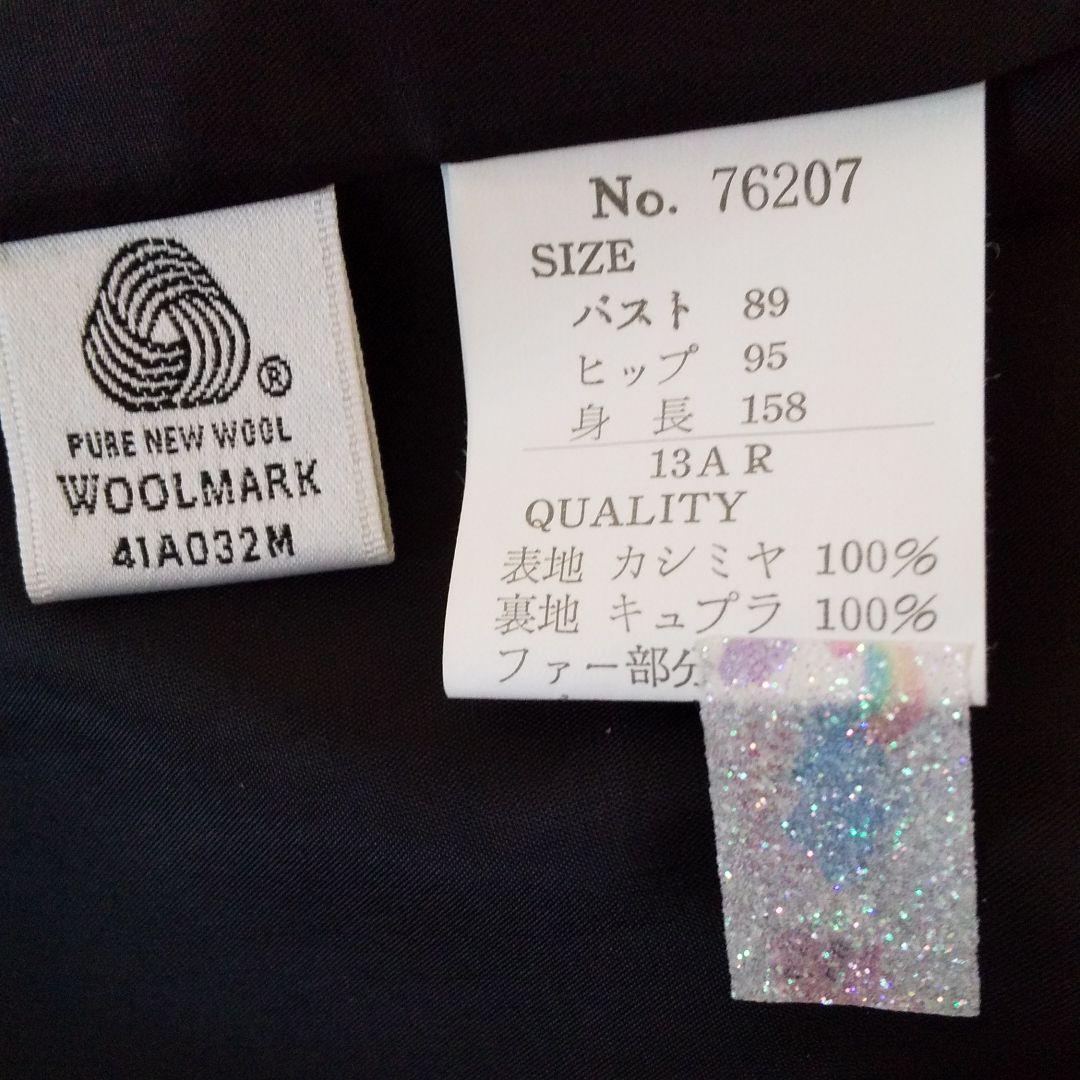 ®
PURE NEW WOOL
WOOLMARK
41A032M
No. 76207
SIZE
バスト 89
ヒップ 95
身長 158
13AR
QUALITY
表地 カシミヤ 100%
裏地 キュプラ 100%
ファー部分